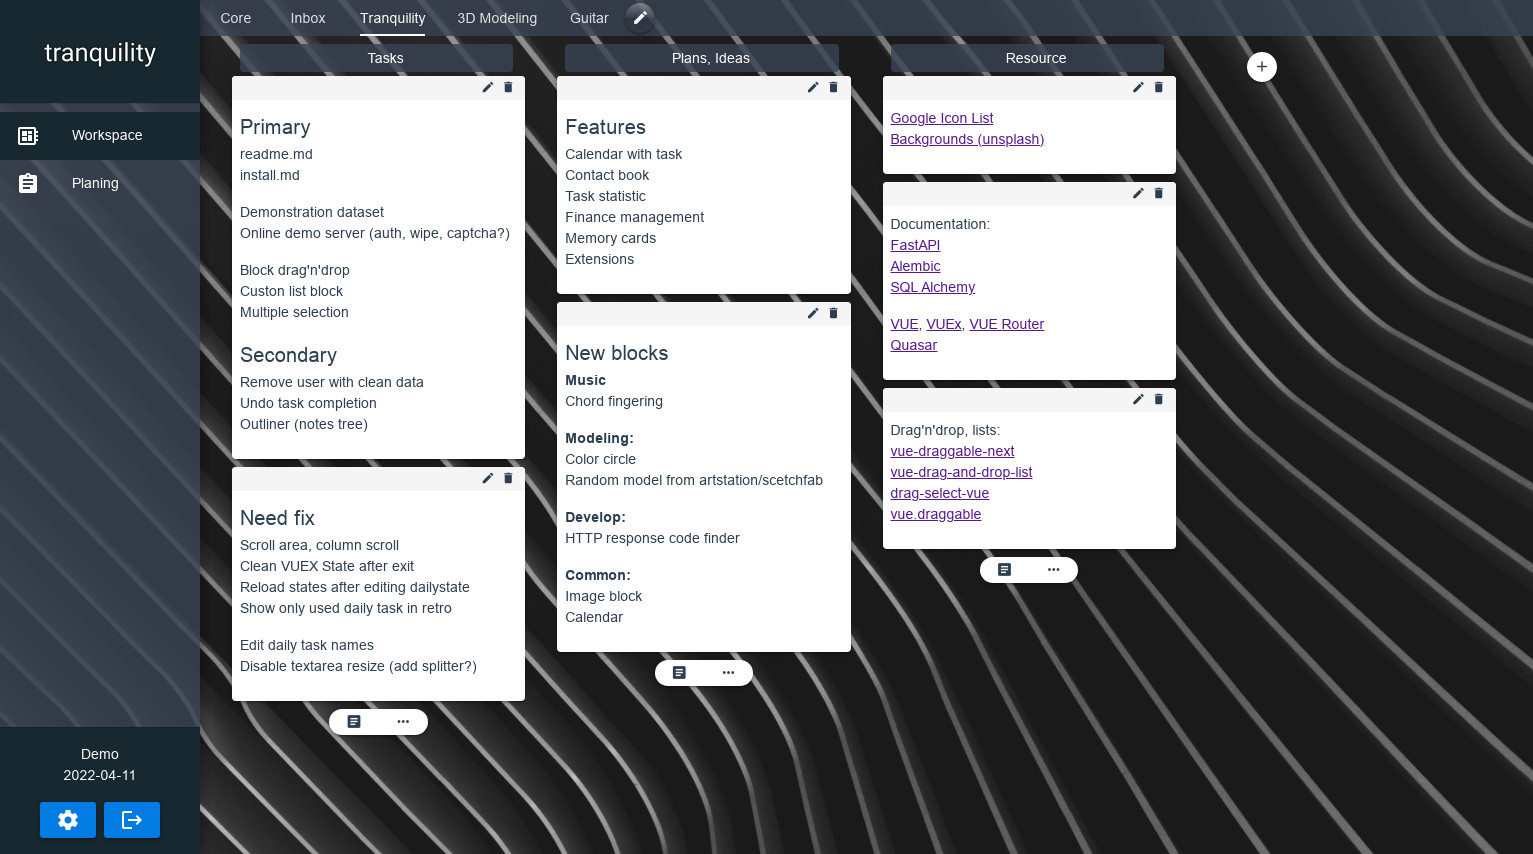 tranquility
Workspace
Planing
Demo
2022-04-11
Core Inbox Tranquility 3D Modeling Guitar
Tasks
Primary
readme.md
install.md
Demonstration dataset
Online demo server (auth, wipe, captcha?)
Block drag'n'drop
Custon list block
Multiple selection
Secondary
Remove user with clean data
Undo task completion
Outliner (notes tree)
Need fix
Scroll area, column scroll
Clean VUEX State after exit
Reload states after editing dailystate
Show only used daily task in retro
Edit daily task names
Disable textarea resize (add splitter?)
Plans, Ideas
Features
Calendar with task
Contact book
Task statistic
Finance management
Memory cards
Extensions
New blocks
Music
Chord fingering
Modeling:
Color circle
Random model from artstation/scetchfab
Develop:
HTTP response code finder
Common:
Image block
Calendar
Resource
Google Icon List
Backgrounds (unsplash)
Documentation:
FastAPI
Alembic
SQL Alchemy
VUE, VUEx, VUE Router
Quasar
Drag'n'drop, lists:
vue-draggable-next
vue-drag-and-drop-list
drag-select-vue
vue.draggable